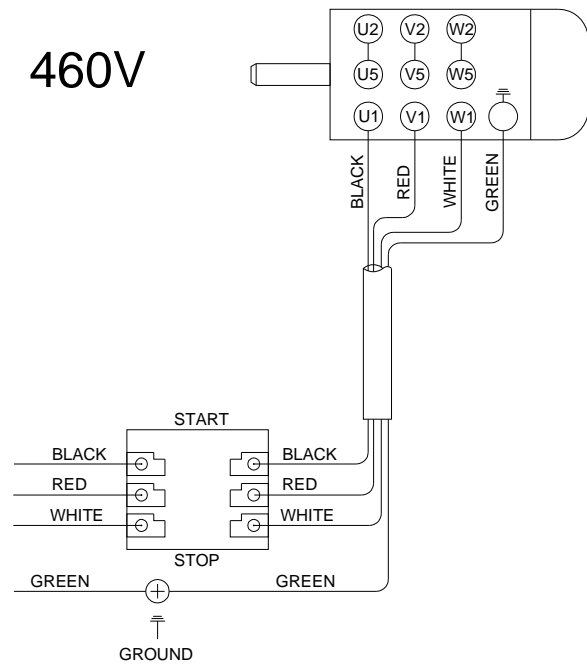 460V
U2 V2 W2
U5 V5 W5
U1 V1 W1
BLACK
RED
WHITE
GREEN
START
BLACK BLACK
RED RED
WHITE WHITE
STOP
GREEN GREEN
GROUND